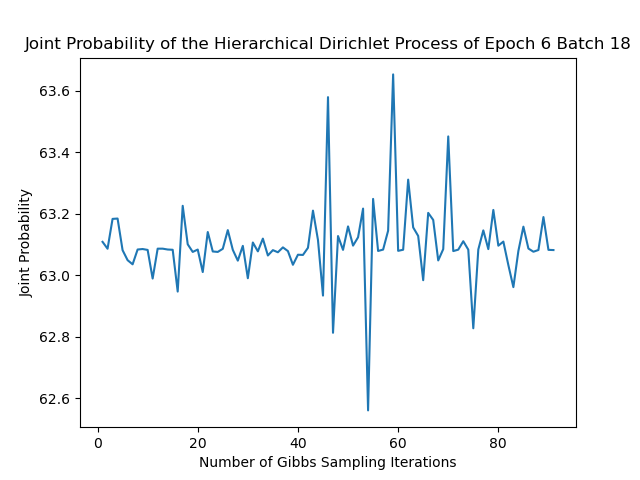 Joint Probability of the Hierarchical Dirichlet Process of Epoch 6 Batch 18
63.6
63.4
63.2
63.0
62.8
62.6
Joint Probability
0 20 40 60 80
Number of Gibbs Sampling Iterations